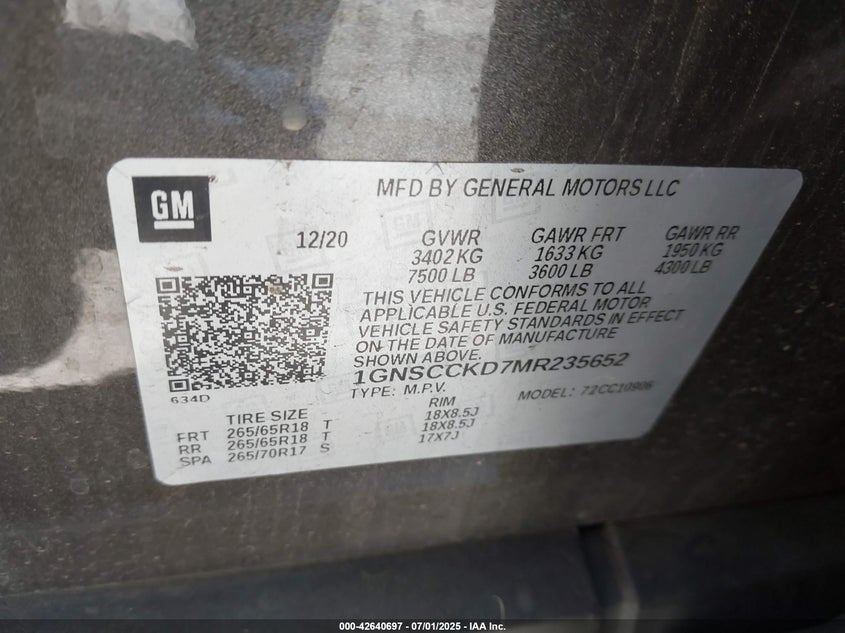 GM
MFD BY GENERAL MOTORS LLC
12/20
GVWR
3402 KG
7500 LB
GAWR FRT
1633 KG
3600 LB
GAWR RR
1950 KG
4300 LB
THIS VEHICLE CONFORMS TO ALL
APPLICABLE U.S. FEDERAL MOTOR
VEHICLE SAFETY STANDARDS IN EFFECT
ON THE DATE OF MANUFACTURE
SHOWN ABOVE.
1GNSCCKD7MR235652
TYPE: M.P.V.
MODEL: 72CC10906
634D
TIRE SIZE
RIM
FRT 265/65R18 T 18X8.5J
RR 265/65R18 T 18X8.5J
SPA 265/70R17 S 17X7J
000-42640697 - 07/01/2025 - IAA Inc.